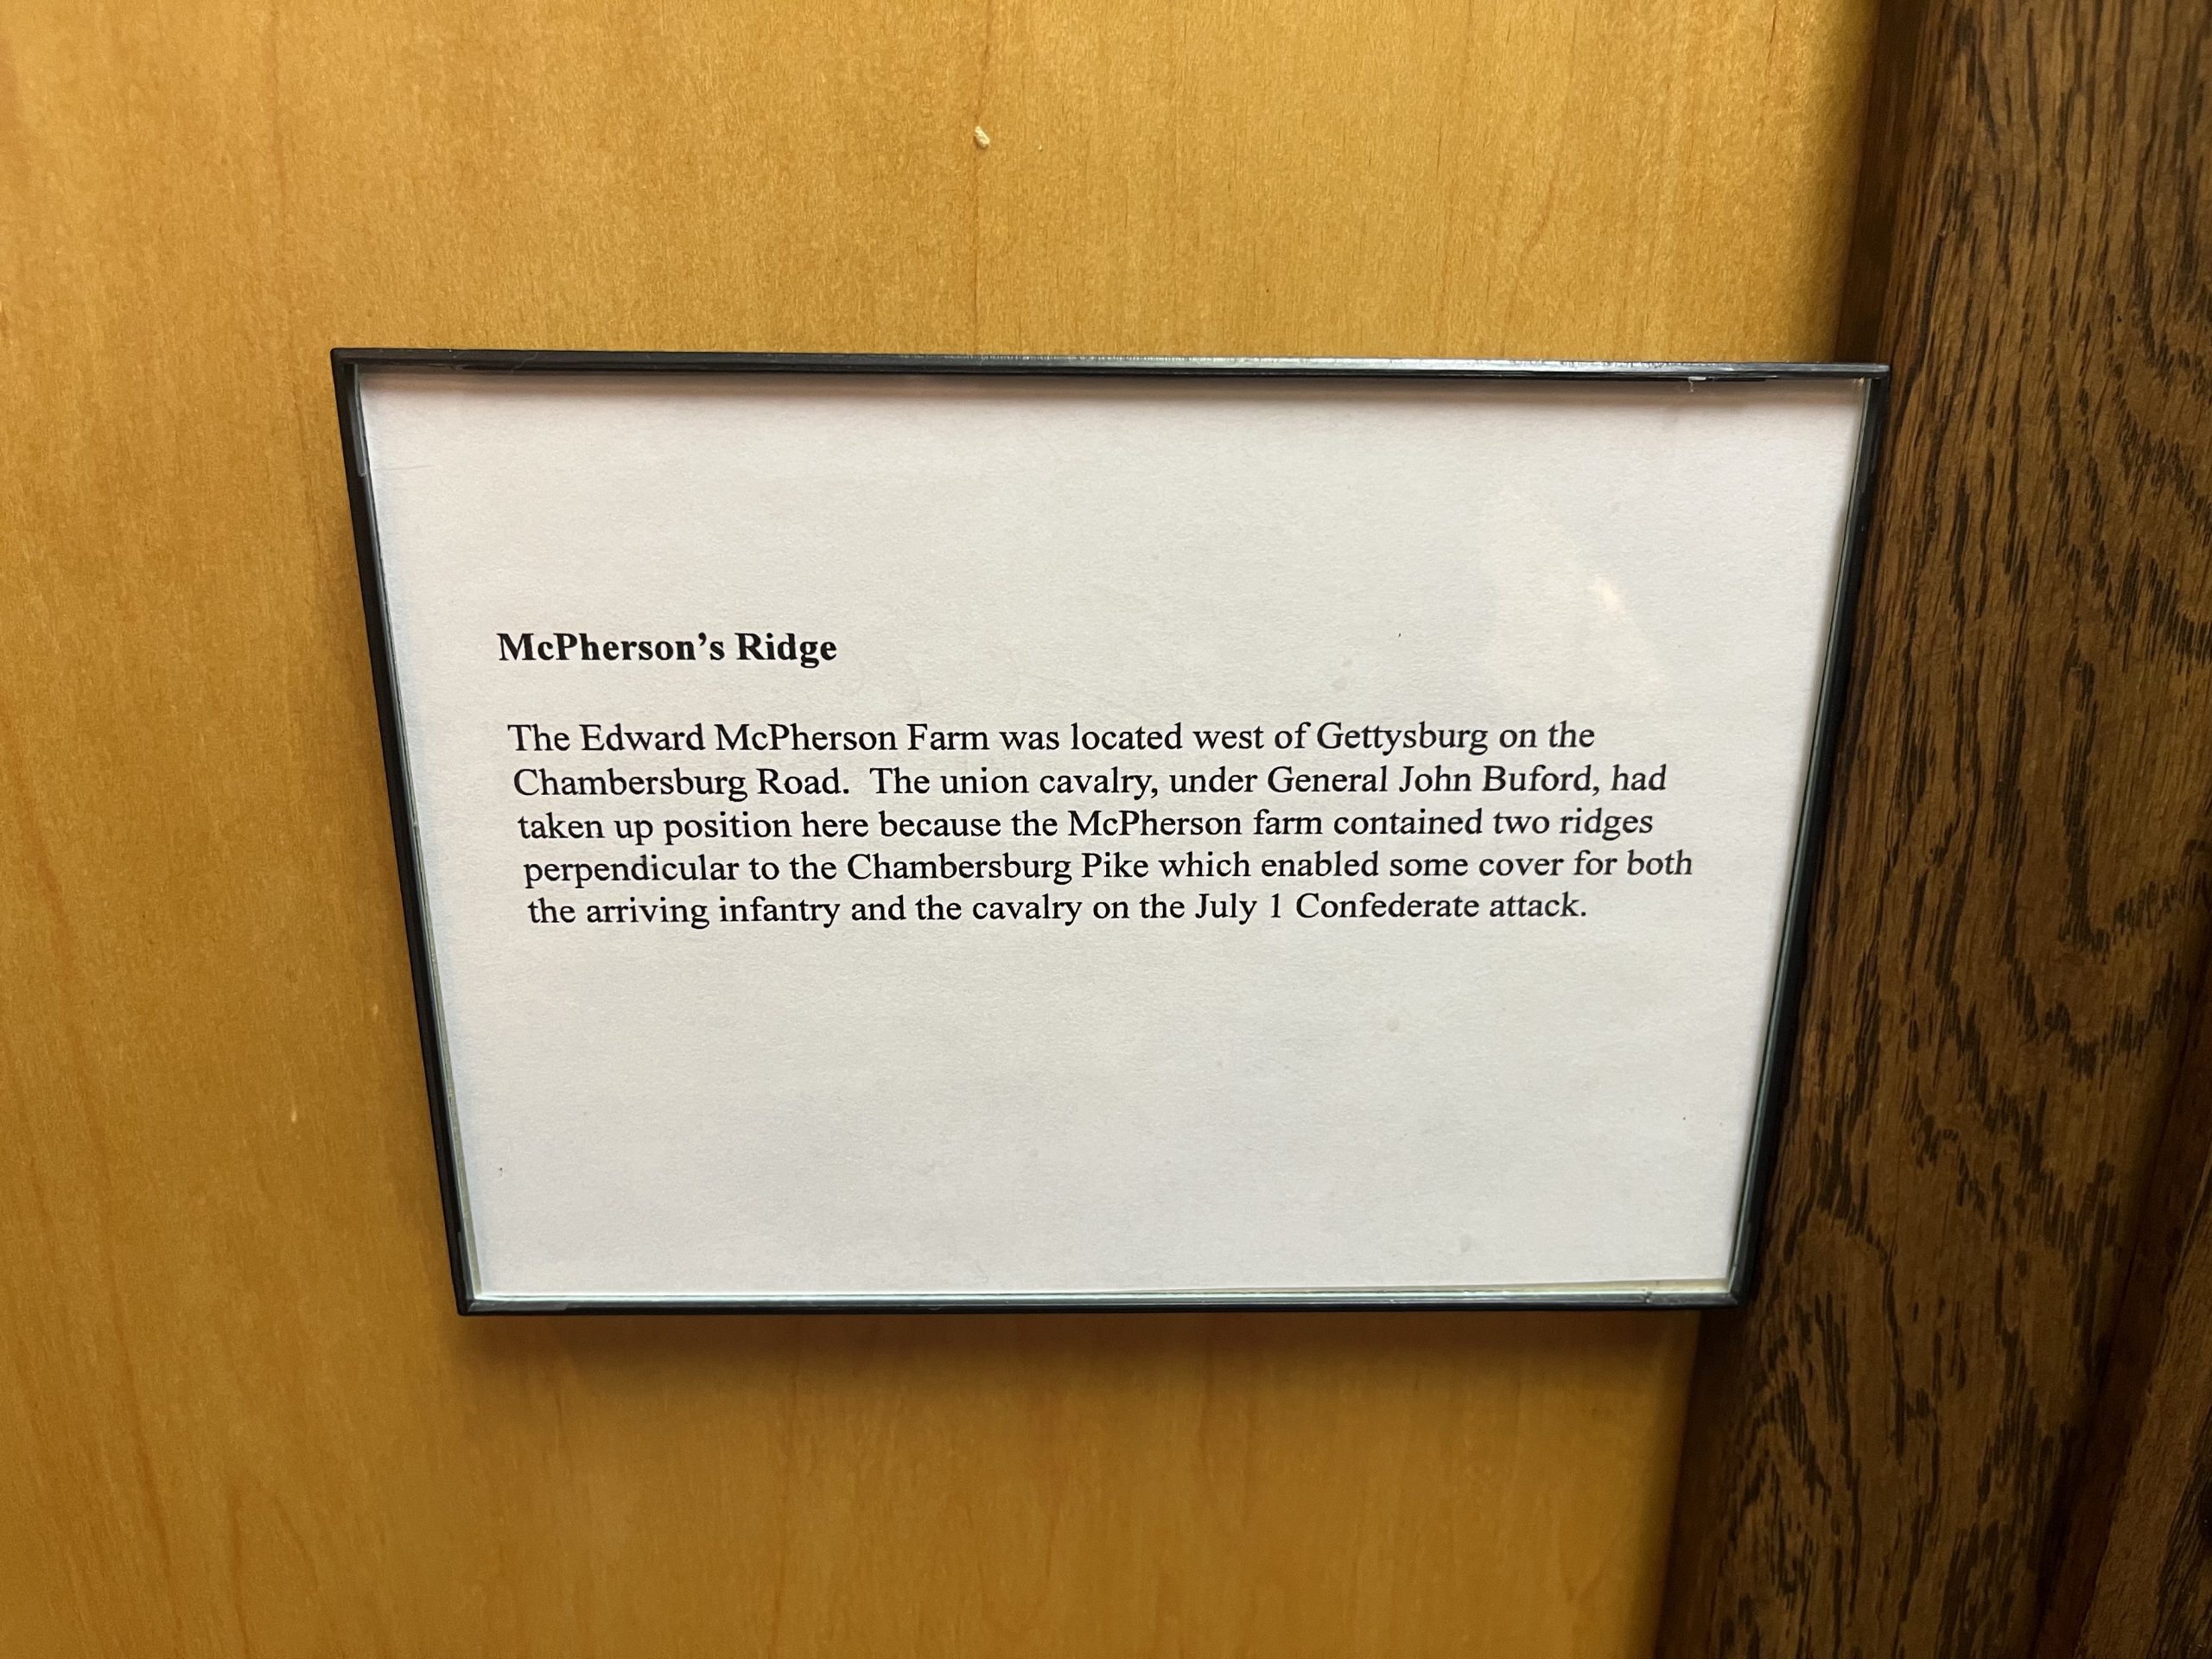 McPherson’s Ridge
The Edward McPherson Farm was located west of Gettysburg on the
Chambersburg Road.  The union cavalry, under General John Buford, had
taken up position here because the McPherson farm contained two ridges
perpendicular to the Chambersburg Pike which enabled some cover for both
the arriving infantry and the cavalry on the July 1 Confederate attack.